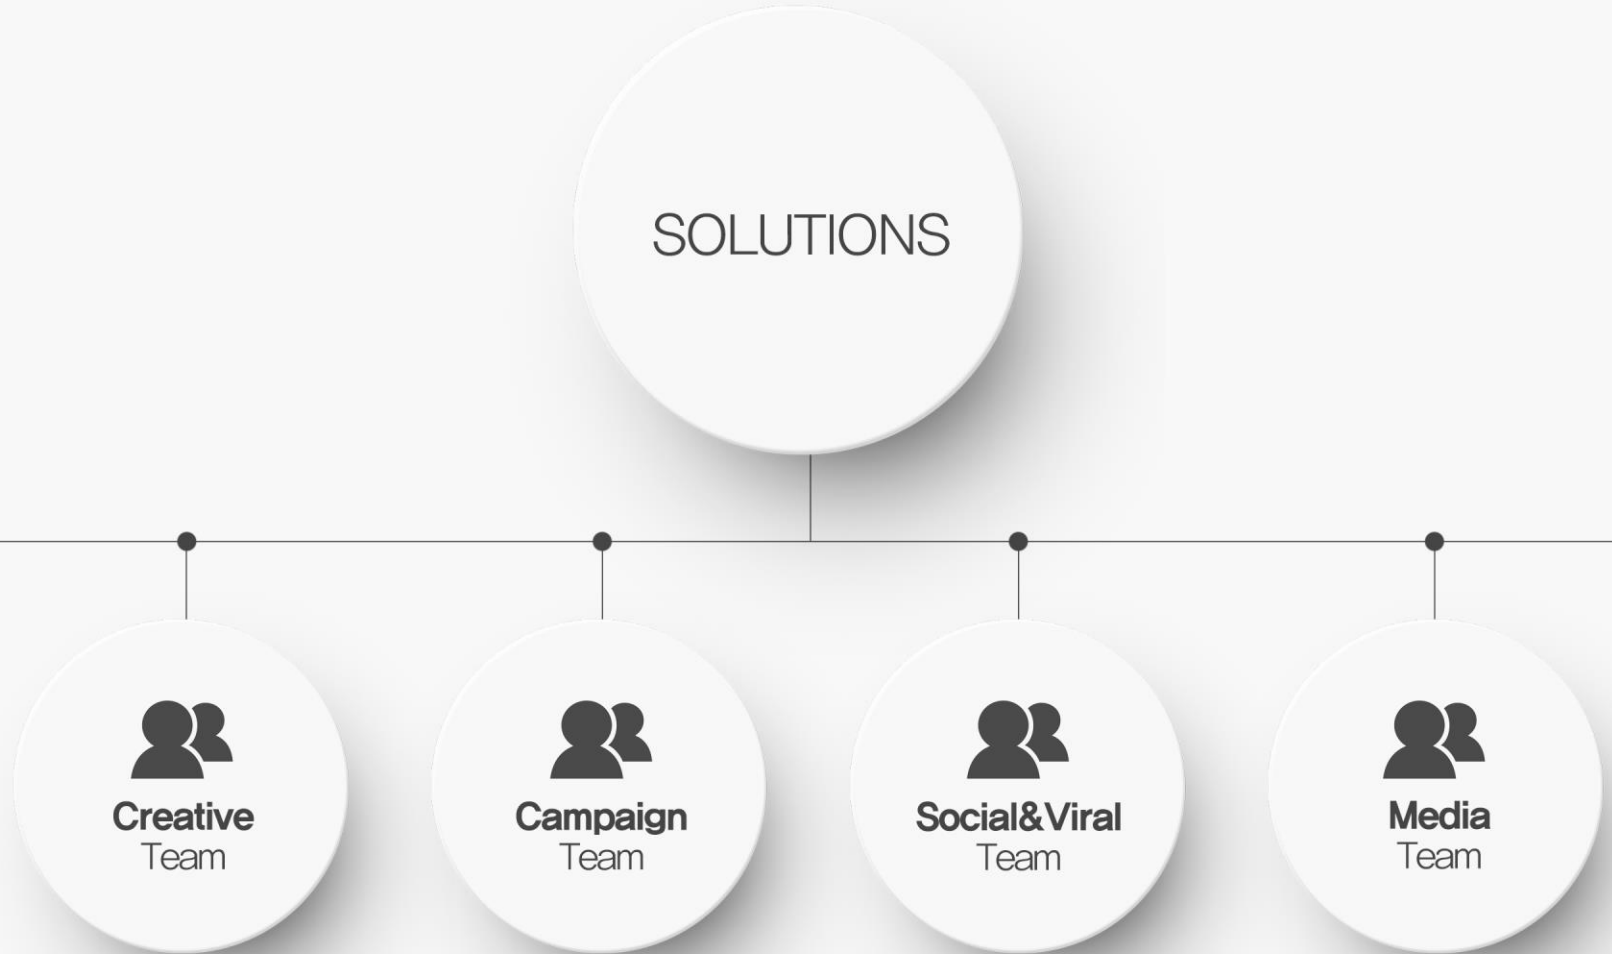 SOLUTIONS
Creative
Team
Campaign
Team
Social&Viral
Team
Media
Team